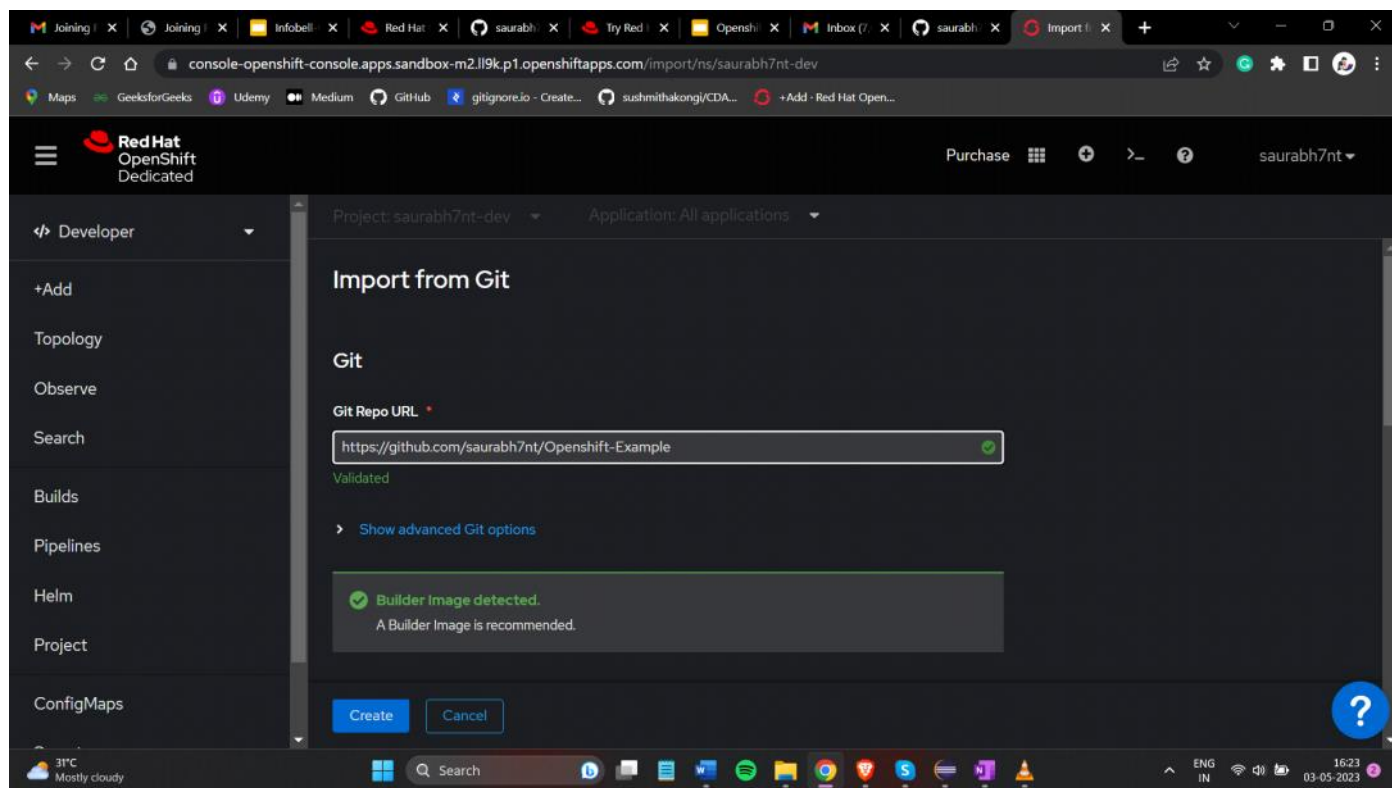 Joining
Joining
Infobell
Red Hat
saurabh
Try Red
Openshi
Inbox (7,
saurabh
Import f
console-openshift-console.apps.sandbox-m2.ll9k.p1.openshiftapps.com/import/ns/saurabh7nt-dev
Maps GeeksforGeeks Udemy Medium GitHub gitignore.io - Create... sushmithakongi/CDA... +Add · Red Hat Open...
Red Hat
OpenShift
Dedicated
Purchase
saurabh7nt
Developer
Project: saurabh7nt-dev Application: All applications
+Add
Topology
Observe
Search
Builds
Pipelines
Helm
Project
ConfigMaps
Import from Git
Git
Git Repo URL *
https://github.com/saurabh7nt/Openshift-Example
Validated
Show advanced Git options
Builder Image detected.
A Builder Image is recommended.
Create Cancel
?
31°C
Mostly cloudy
Search
ENG
IN
16:23
03-05-2023
2